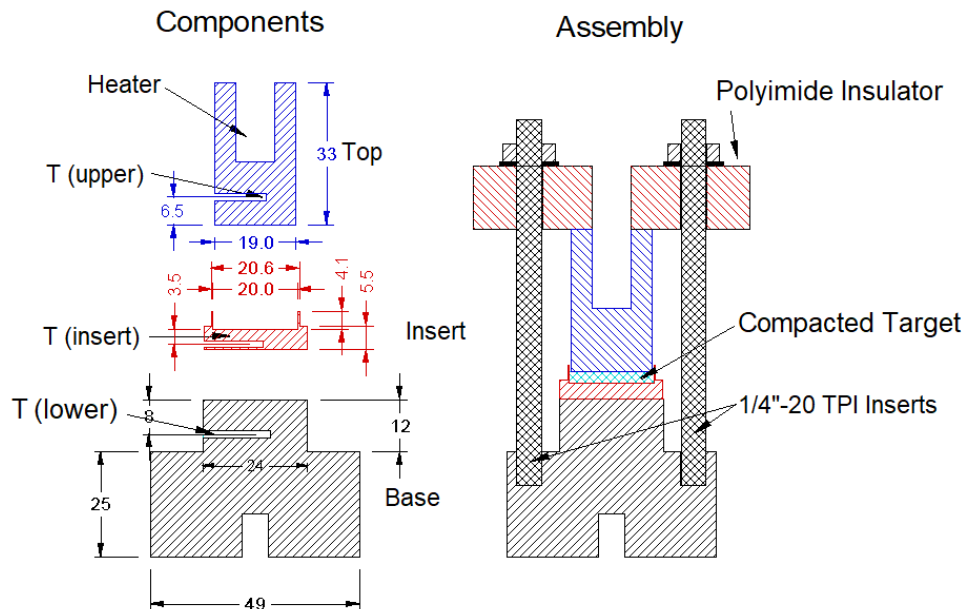 Components
Assembly
Heater
Polyimide Insulator
33
Top
T (upper)
6.5
19.0
20.6
20.0
3.5
4.1
5.5
T (insert)
Insert
Compacted Target
T (lower)
8
12
1/4"-20 TPI Inserts
24
25
Base
49